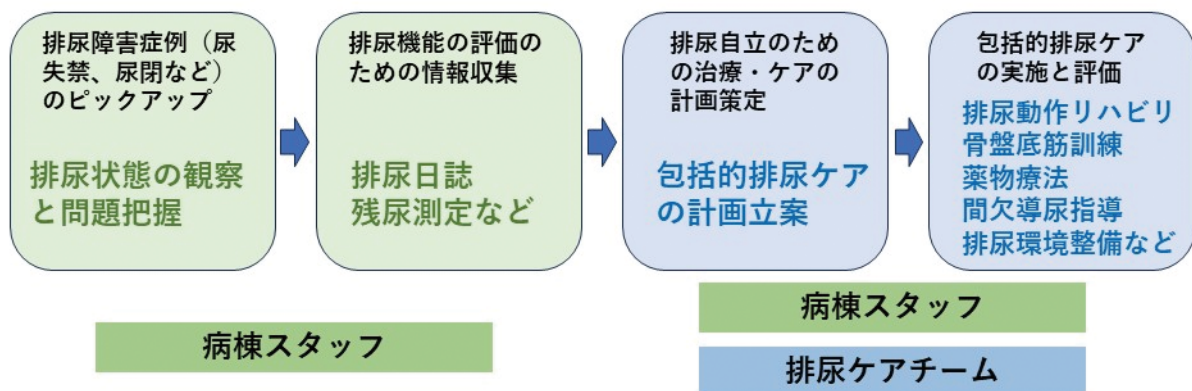 排尿障害症例（尿
失禁、尿閉など）
のピックアップ
排尿状態の観察
と問題把握
排尿機能の評価の
ための情報収集
排尿日誌
残尿測定など
排尿自立のため
の治療・ケアの
計画策定
包括的排尿ケア
の計画立案
包括的排尿ケア
の実施と評価
排尿動作リハビリ
骨盤底筋訓練
薬物療法
間欠導尿指導
排尿環境整備など
病棟スタッフ
病棟スタッフ
排尿ケアチーム